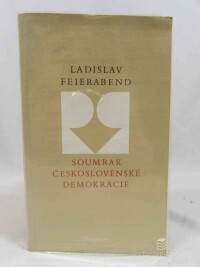 LADISLAV
FEIERABEND
SOUMRAK
ČESKOSLOVENSKÉ
DEMOKRACIE